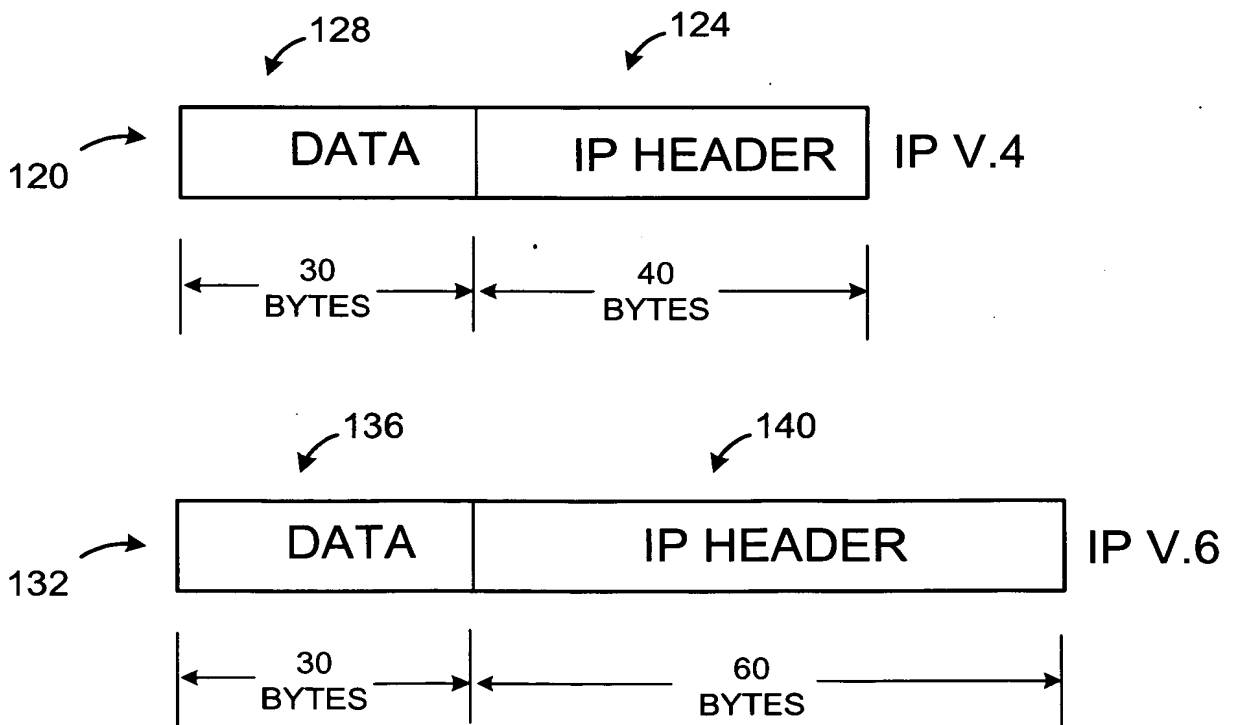 128
124
120
DATA
IP HEADER
IP V.4
30
BYTES
40
BYTES
136
140
132
DATA
IP HEADER
IP V.6
30
BYTES
60
BYTES